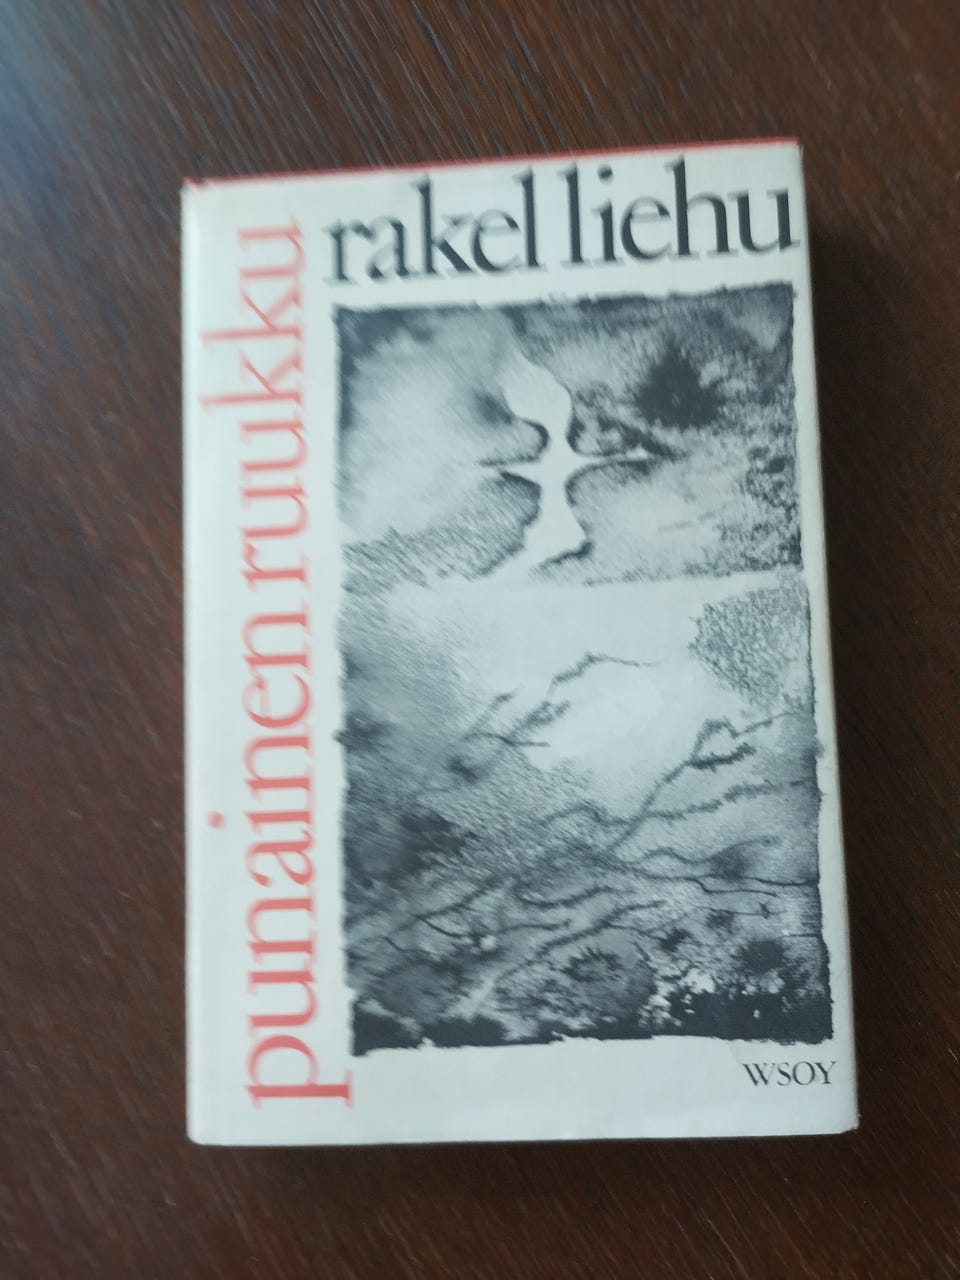 rakel liehu
punainen ruukku
WSOY